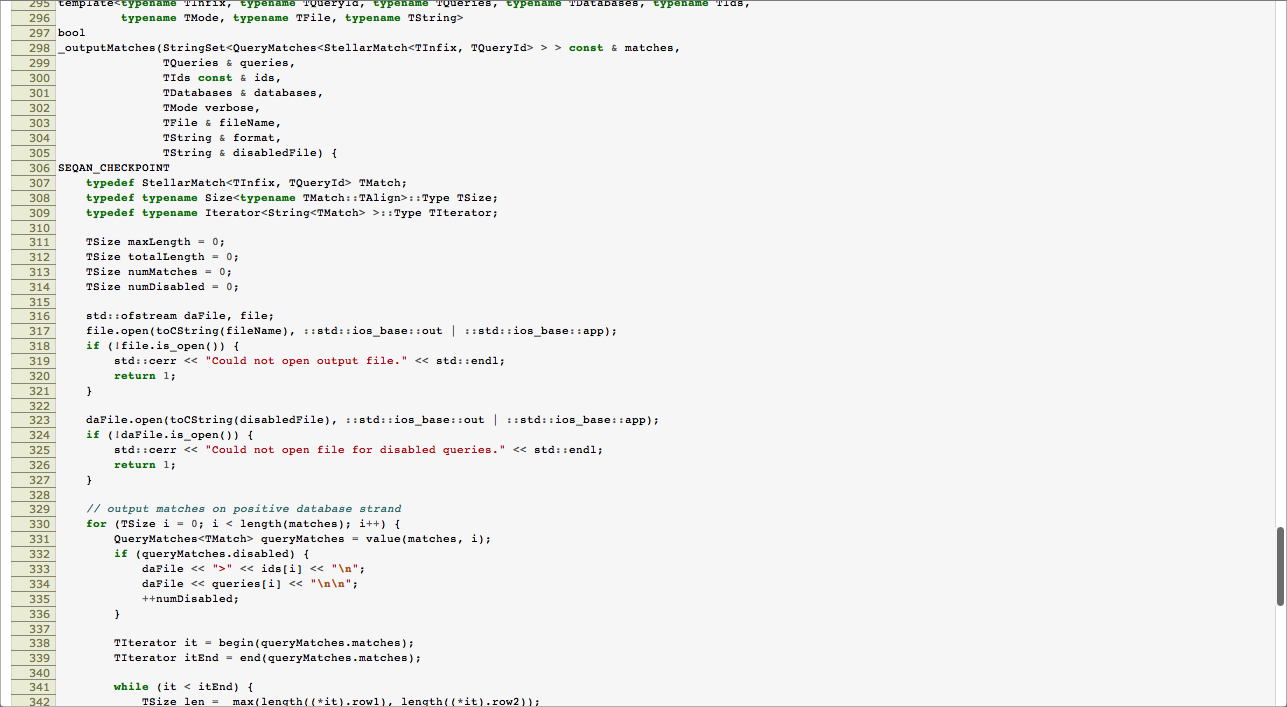 295 template<typename TInfix, typename TQueryId, typename TQueries, typename TDatabases, typename TIds,
296          typename TMode, typename TFile, typename TString>
297 bool
298 _outputMatches(StringSet<QueryMatches<StellarMatch<TInfix, TQueryId> > > const & matches,
299                TQueries & queries,
300                TIds const & ids,
301                TDatabases & databases,
302                TMode verbose,
303                TFile & fileName,
304                TString & format,
305                TString & disabledFile) {
306 SEQAN_CHECKPOINT
307     typedef StellarMatch<TInfix, TQueryId> TMatch;
308     typedef typename Size<typename TMatch::TAlign>::Type TSize;
309     typedef typename Iterator<String<TMatch> >::Type TIterator;
310
311     TSize maxLength = 0;
312     TSize totalLength = 0;
313     TSize numMatches = 0;
314     TSize numDisabled = 0;
315
316     std::ofstream daFile, file;
317     file.open(toCString(fileName), ::std::ios_base::out | ::std::ios_base::app);
318     if (!file.is_open()) {
319         std::cerr << "Could not open output file." << std::endl;
320         return 1;
321     }
322
323     daFile.open(toCString(disabledFile), ::std::ios_base::out | ::std::ios_base::app);
324     if (!daFile.is_open()) {
325         std::cerr << "Could not open file for disabled queries." << std::endl;
326         return 1;
327     }
328
329     // output matches on positive database strand
330     for (TSize i = 0; i < length(matches); i++) {
331         QueryMatches<TMatch> queryMatches = value(matches, i);
332         if (queryMatches.disabled) {
333             daFile << ">" << ids[i] << "\n";
334             daFile << queries[i] << "\n\n";
335             ++numDisabled;
336         }
337
338         TIterator it = begin(queryMatches.matches);
339         TIterator itEnd = end(queryMatches.matches);
340
341         while (it < itEnd) {
342             TSize len = _max(length((*it).row1), length((*it).row2));